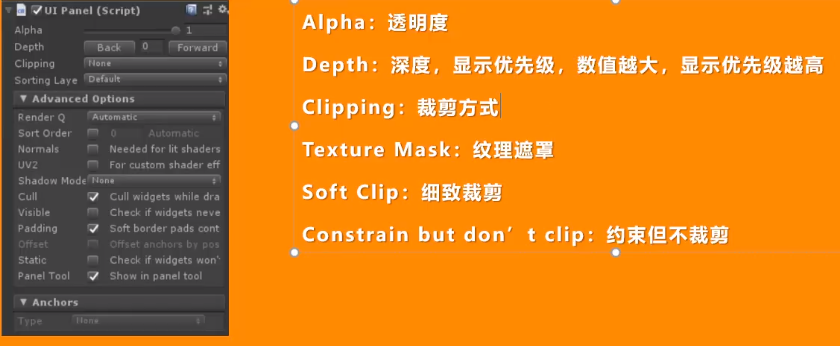 UI Panel (Script)
Alpha 1
Depth Back 0 Forward
Clipping None
Sorting Laye Default
Advanced Options
Render Q Automatic
Sort Order 0 Automatic
Normals Needed for lit shaders
UV2 For custom shader eff
Shadow Mode None
Cull Cull widgets while dra
Visible Check if widgets neve
Padding Soft border pads cont
Offset Offset anchors by pos
Static Check if widgets won'
Panel Tool Show in panel tool
Anchors
Type None
Alpha：透明度
Depth：深度，显示优先级，数值越大，显示优先级越高
Clipping：裁剪方式
Texture Mask：纹理遮罩
Soft Clip：细致裁剪
Constrain but don’t clip：约束但不裁剪